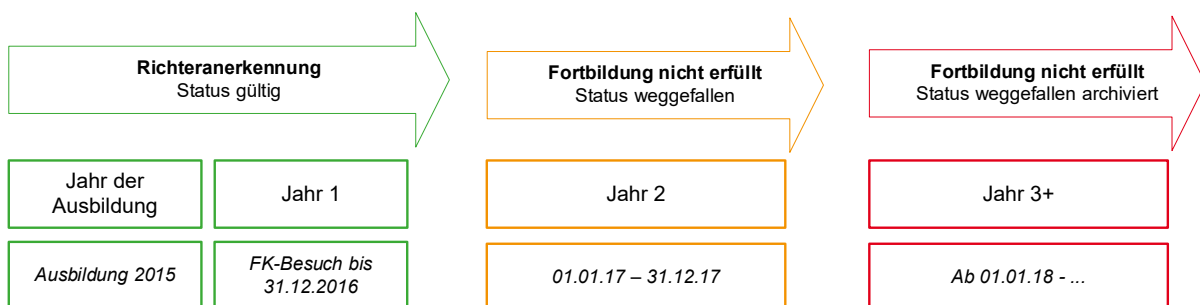 Richteranerkennung
Status gültig
Fortbildung nicht erfüllt
Status weggefallen
Fortbildung nicht erfüllt
Status weggefallen archiviert
Jahr der
Ausbildung
Jahr 1
Jahr 2
Jahr 3+
Ausbildung 2015
FK-Besuch bis
31.12.2016
01.01.17 – 31.12.17
Ab 01.01.18 - ...